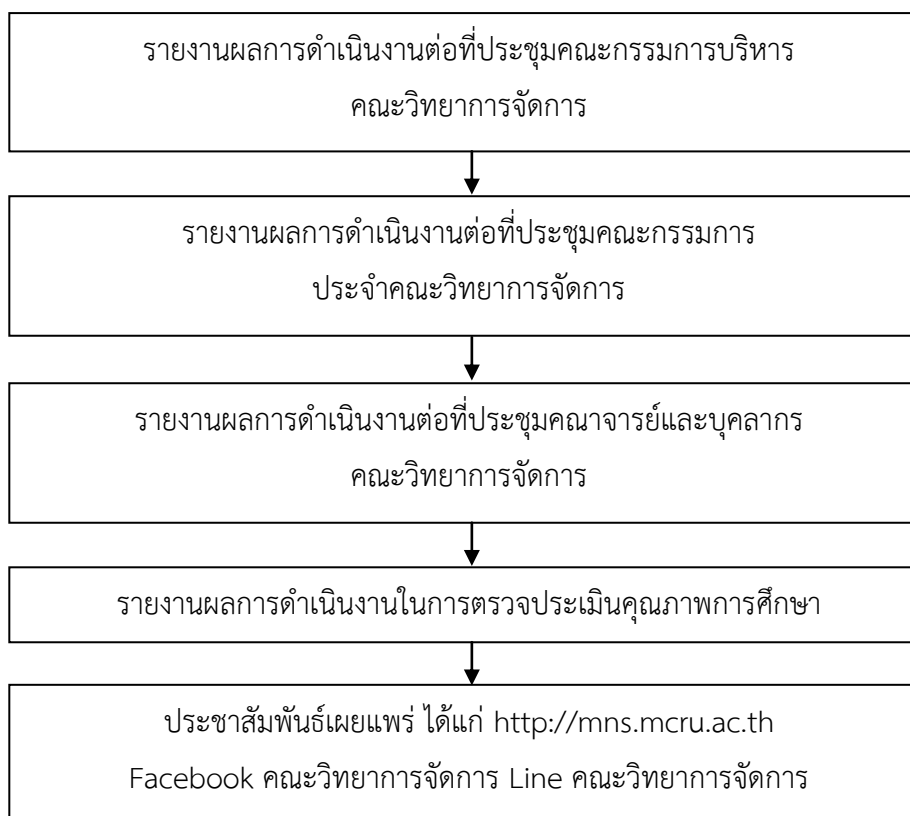 รายงานผลการดำเนินงานต่อที่ประชุมคณะกรรมการบริหาร
คณะวิทยาการจัดการ
รายงานผลการดำเนินงานต่อที่ประชุมคณะกรรมการ
ประจำคณะวิทยาการจัดการ
รายงานผลการดำเนินงานต่อที่ประชุมคณาจารย์และบุคลากร
คณะวิทยาการจัดการ
รายงานผลการดำเนินงานในการตรวจประเมินคุณภาพการศึกษา
ประชาสัมพันธ์เผยแพร่ ได้แก่ http://mns.mcru.ac.th
Facebook คณะวิทยาการจัดการ Line คณะวิทยาการจัดการ